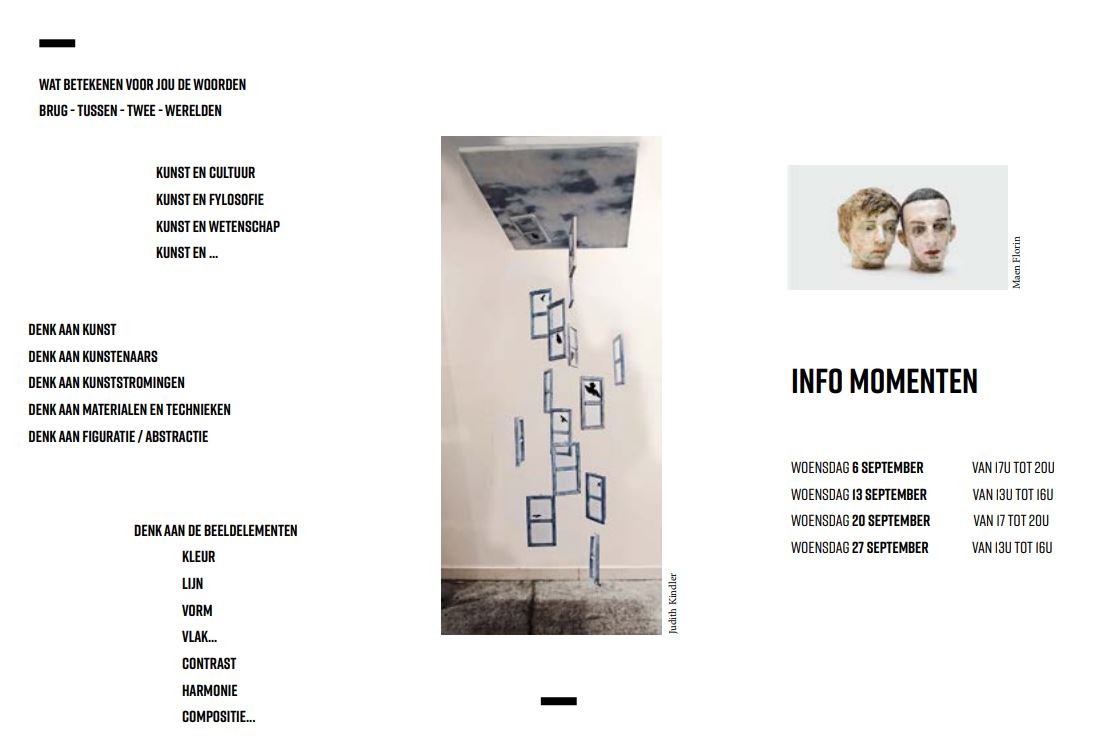 WAT BETEKENEN VOOR JOU DE WOORDEN
BRUG - TUSSEN - TWEE - WERELDEN
KUNST EN CULTUUR
KUNST EN FYLOSOFIE
KUNST EN WETENSCHAP
KUNST EN ...
DENK AAN KUNST
DENK AAN KUNSTENAARS
DENK AAN KUNSTSTROMINGEN
DENK AAN MATERIALEN EN TECHNIEKEN
DENK AAN FIGURATIE / ABSTRACTIE
DENK AAN DE BEELDELEMENTEN
KLEUR
LIJN
VORM
VLAK...
CONTRAST
HARMONIE
COMPOSITIE...
Judith Kindler
Maen Florin
INFO MOMENTEN
WOENSDAG 6 SEPTEMBER VAN 17U TOT 20U
WOENSDAG 13 SEPTEMBER VAN 13U TOT 16U
WOENSDAG 20 SEPTEMBER VAN 17 TOT 20U
WOENSDAG 27 SEPTEMBER VAN 13U TOT 16U